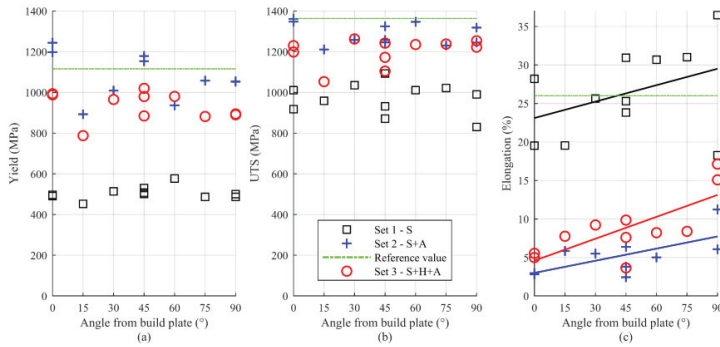 1400
1200
1000
800
600
400
200
0
Yield (MPa)
0 15 30 45 60 75 90
Angle from build plate (°)
(a)
1400
1200
1000
800
600
400
200
0
UTS (MPa)
Set 1 - S
Set 2 - S+A
Reference value
Set 3 - S+H+A
0 15 30 45 60 75 90
Angle from build plate (°)
(b)
35
30
25
20
15
10
5
0
Elongation (%)
0 15 30 45 60 75 90
Angle from build plate (°)
(c)